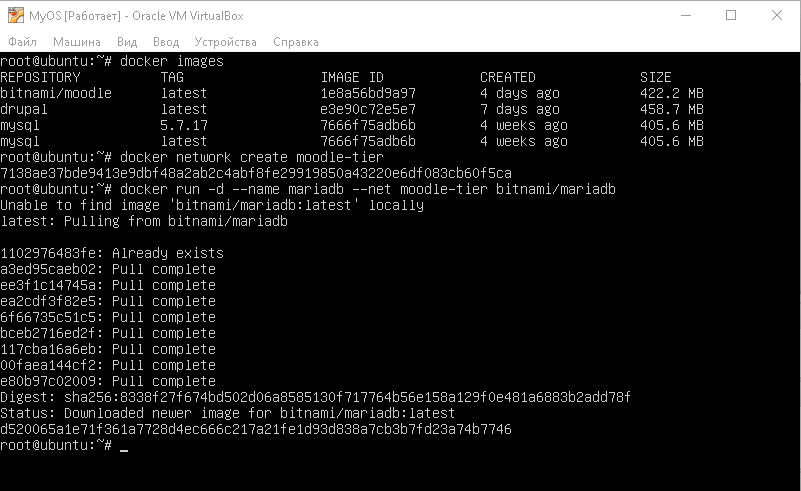 MyOS [Работает] - Oracle VM VirtualBox
Файл Машина Вид Ввод Устройства Справка
root@ubuntu:~# docker images
REPOSITORY TAG IMAGE ID CREATED SIZE
bitnami/moodle latest 1e8a56bd9a97 4 days ago 422.2 MB
drupal latest e3e90c72e5e7 7 days ago 458.7 MB
mysql 5.7.17 7666f75adb6b 4 weeks ago 405.6 MB
mysql latest 7666f75adb6b 4 weeks ago 405.6 MB
root@ubuntu:~# docker network create moodle-tier
7138ae37bde9413e9dbf48a2ab2c4abf8fe29919850a43220e6df083cb60f5ca
root@ubuntu:~# docker run -d --name mariadb --net moodle-tier bitnami/mariadb
Unable to find image 'bitnami/mariadb:latest' locally
latest: Pulling from bitnami/mariadb
1102976483fe: Already exists
a3ed95caeb02: Pull complete
ee3f1c14745a: Pull complete
ea2cdf3f82e5: Pull complete
6f66735c51c5: Pull complete
bceb2716ed2f: Pull complete
117cba16a6eb: Pull complete
00faea144cf2: Pull complete
e80b97c02009: Pull complete
Digest: sha256:8338f27f674bd502d06a8585130f717764b56e158a129f0e481a6883b2add78f
Status: Downloaded newer image for bitnami/mariadb:latest
d520065a1e71f361a7728d4ec666c217a21fe1d93d838a7cb3b7fd23a74b7746
root@ubuntu:~# _